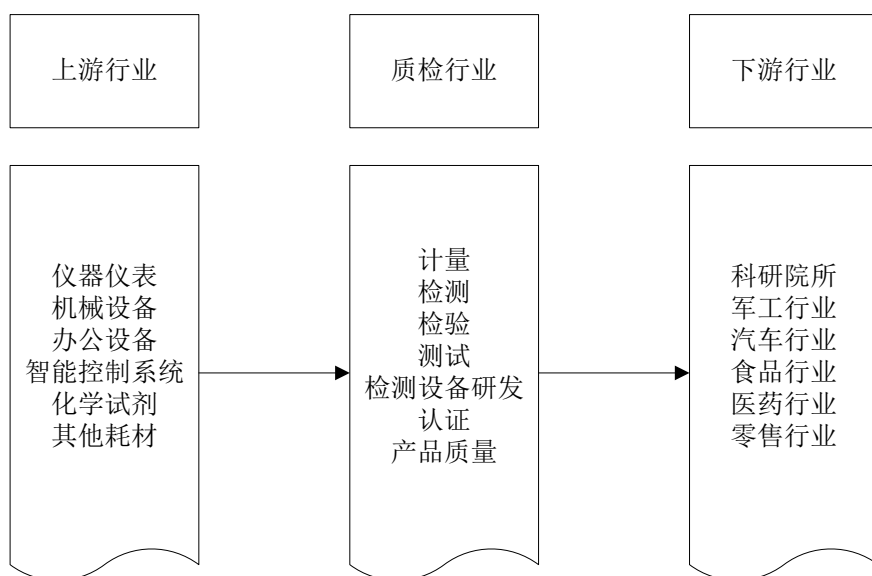 上游行业
质检行业
下游行业
仪器仪表
机械设备
办公设备
智能控制系统
化学试剂
其他耗材
计量
检测
检验
测试
检测设备研发
认证
产品质量
科研院所
军工行业
汽车行业
食品行业
医药行业
零售行业